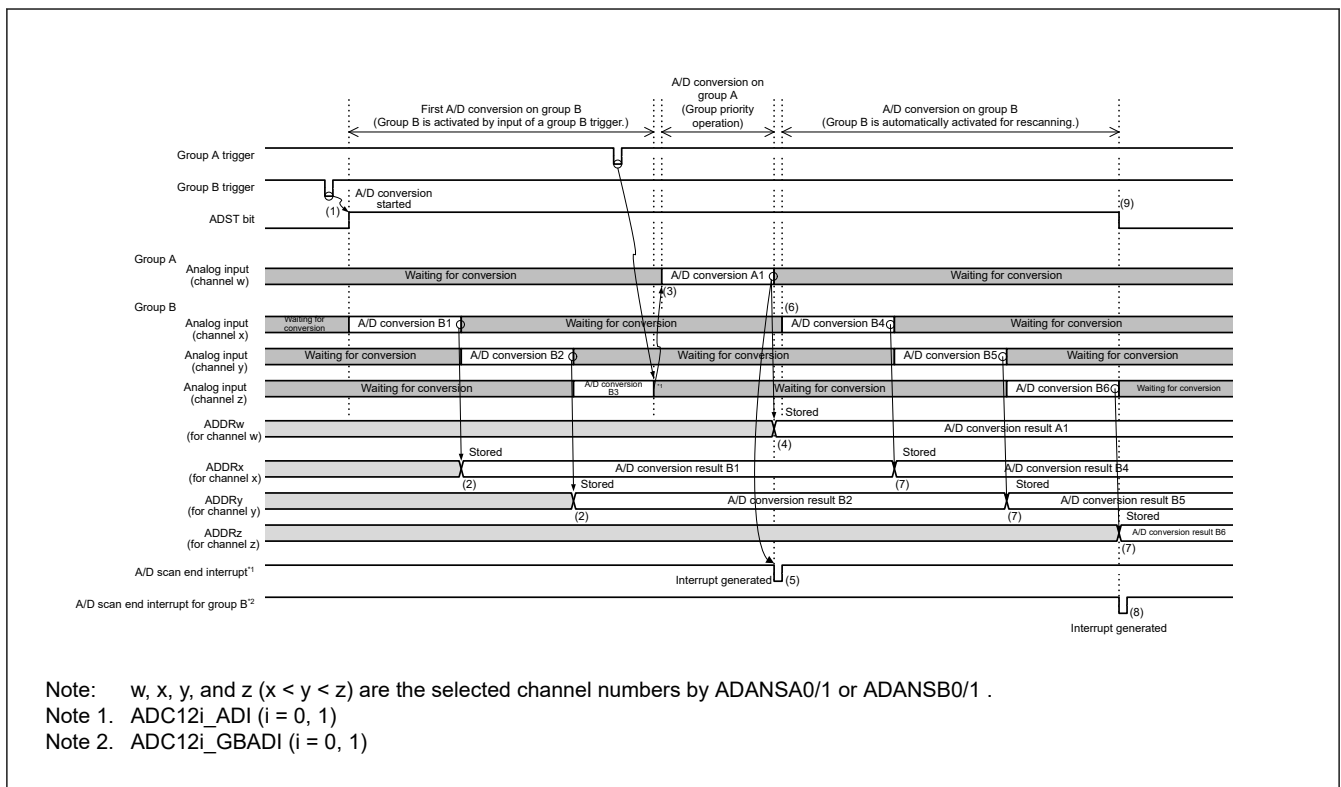 A/D conversion on
group A
(Group priority
operation)
First A/D conversion on group B
(Group B is activated by input of a group B trigger.)
A/D conversion on group B
(Group B is automatically activated for rescanning.)
Group A trigger
Group B trigger
(1)
A/D conversion
started
ADST bit
(9)
Group A
Analog input
(channel w)
Waiting for conversion
A/D conversion A1
Waiting for conversion
(3)
Group B
(6)
Analog input
(channel x)
Waiting for
conversion
A/D conversion B1
Waiting for conversion
A/D conversion B4
Waiting for conversion
Analog input
(channel y)
Waiting for conversion
A/D conversion B2
Waiting for conversion
A/D conversion B5
Waiting for conversion
Analog input
(channel z)
Waiting for conversion
A/D conversion
B3
*1
Waiting for conversion
A/D conversion B6
Waiting for conversion
ADDRw
(for channel w)
Stored
(4)
A/D conversion result A1
ADDRx
(for channel x)
Stored
(2)
A/D conversion result B1
Stored
(7)
A/D conversion result B4
ADDRy
(for channel y)
Stored
(2)
A/D conversion result B2
Stored
(7)
A/D conversion result B5
ADDRz
(for channel z)
Stored
(7)
A/D conversion result B6
A/D scan end interrupt*1
Interrupt generated
(5)
A/D scan end interrupt for group B*2
(8)
Interrupt generated
Note: w, x, y, and z (x < y < z) are the selected channel numbers by ADANSA0/1 or ADANSB0/1 .
Note 1. ADC12i_ADI (i = 0, 1)
Note 2. ADC12i_GBADI (i = 0, 1)